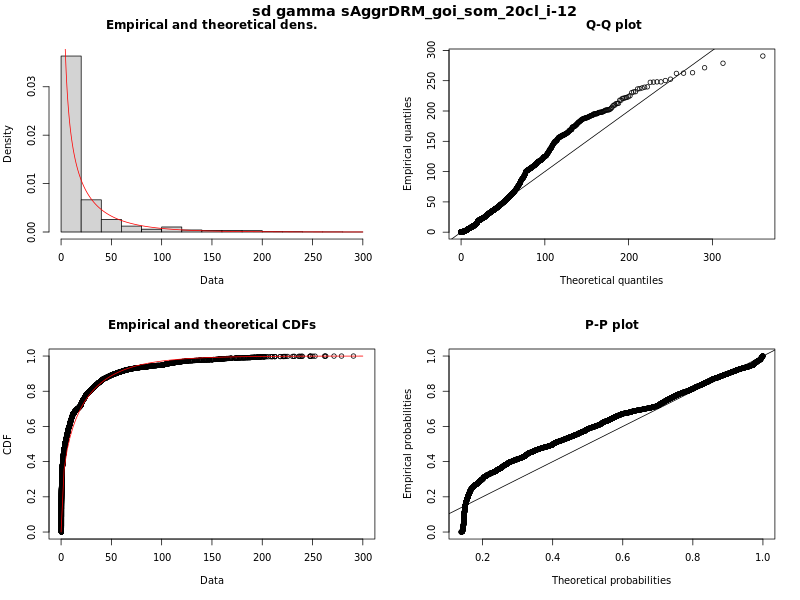 sd gamma sAggrDRM_goi_som_20cl_i-12
Empirical and theoretical dens.
Density
0.00 0.01 0.02 0.03
0 50 100 150 200 250 300
Data
Q-Q plot
Empirical quantiles
0 50 100 150 200 250 300
0 100 200 300
Theoretical quantiles
Empirical and theoretical CDFs
CDF
0.0 0.2 0.4 0.6 0.8 1.0
0 50 100 150 200 250 300
Data
P-P plot
Empirical probabilities
0.0 0.2 0.4 0.6 0.8 1.0
0.2 0.4 0.6 0.8 1.0
Theoretical probabilities